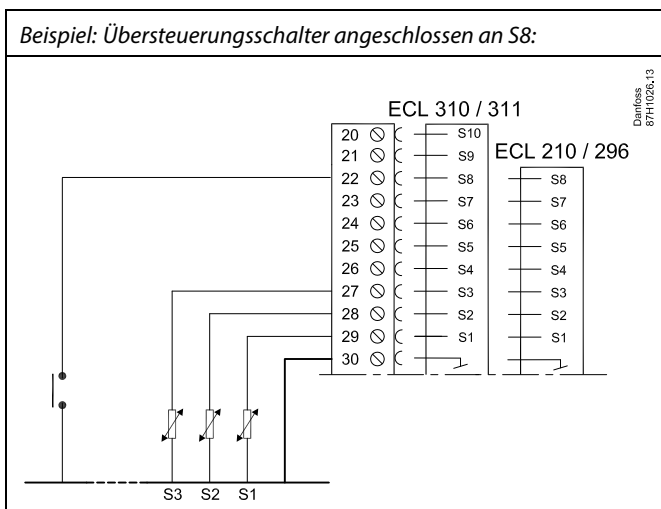 Beispiel: Übersteuerungsschalter angeschlossen an S8:
Danfoss
87H1026.13
ECL 310 / 311
ECL 210 / 296
20 S10
21 S9
22 S8 S8
23 S7 S7
24 S6 S6
25 S5 S5
26 S4 S4
27 S3 S3
28 S2 S2
29 S1 S1
30
S3 S2 S1